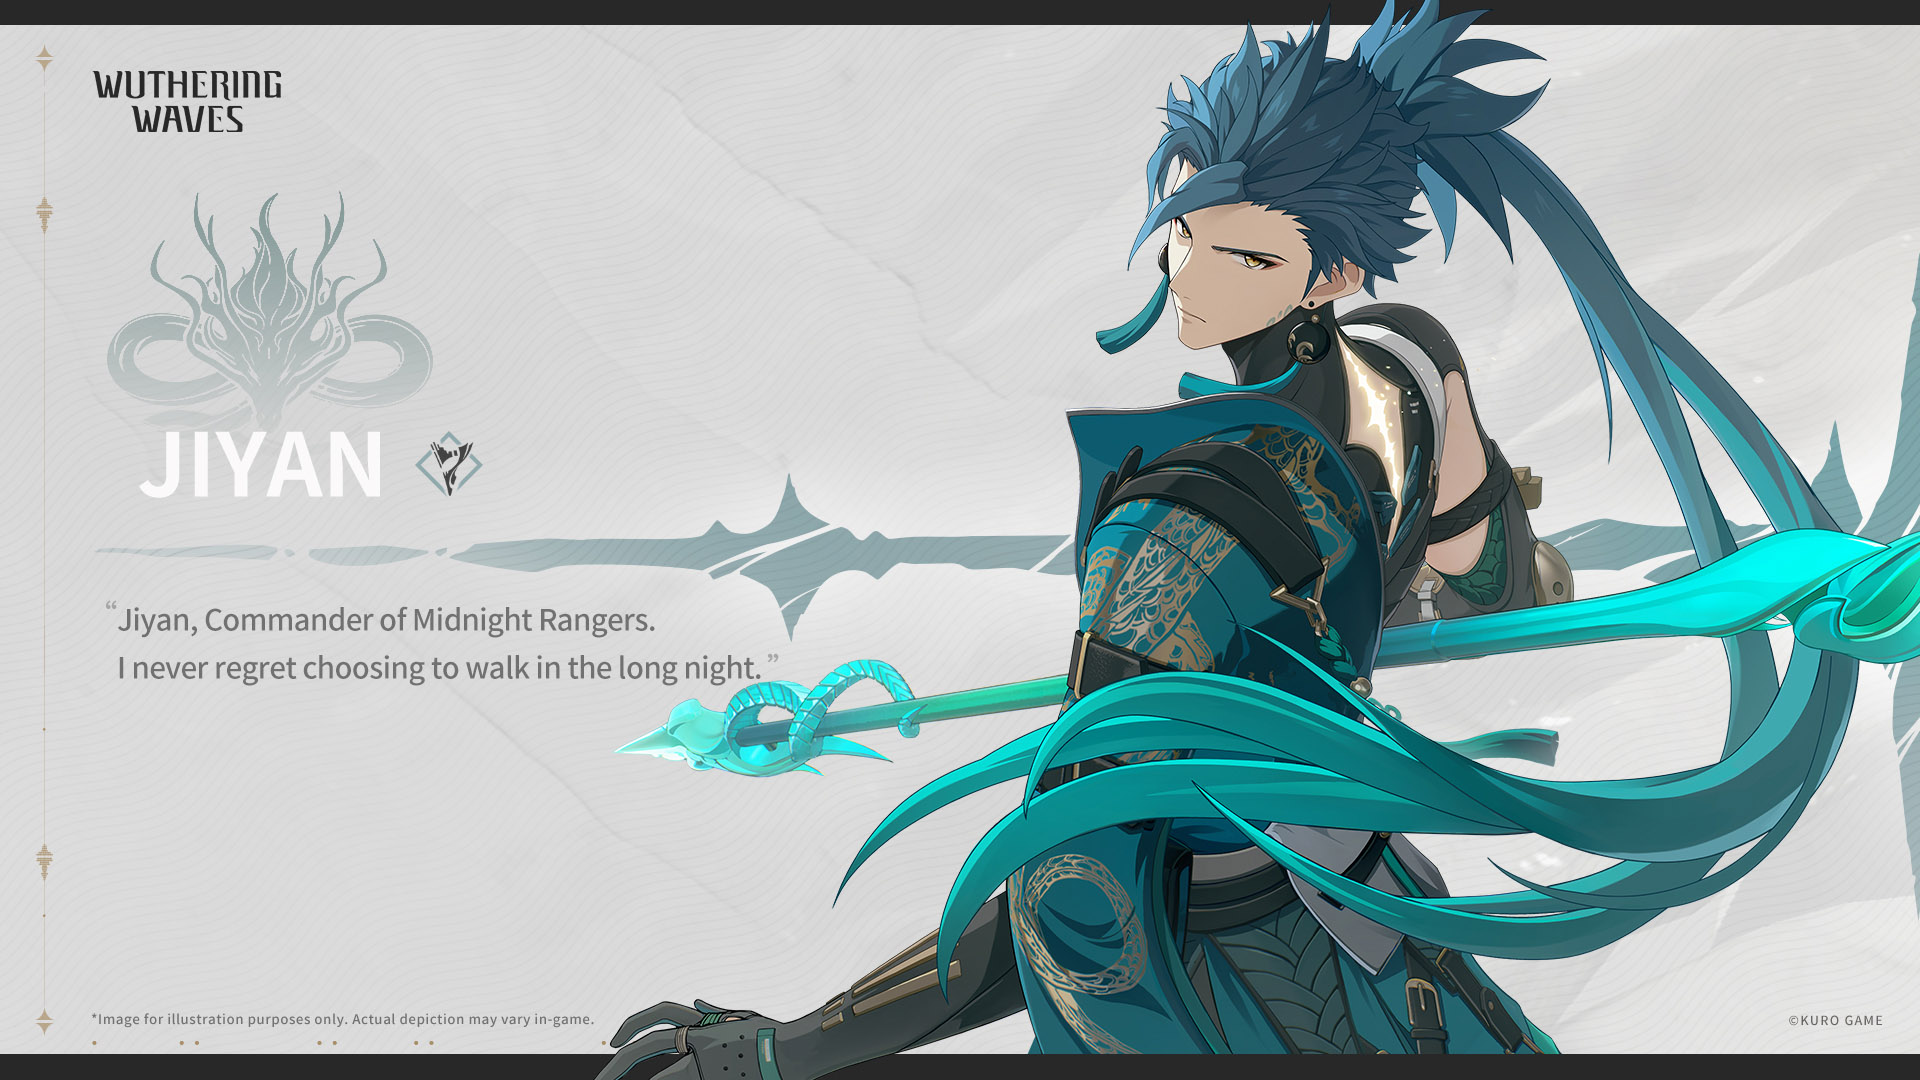 WUTHERING
WAVES
JIYAN
“Jiyan, Commander of Midnight Rangers.
I never regret choosing to walk in the long night.”
*Image for illustration purposes only. Actual depiction may vary in-game.
©KURO GAME